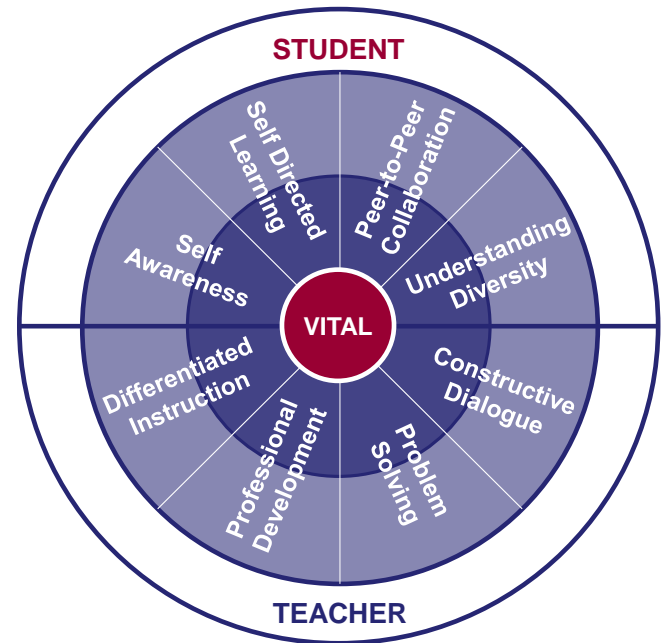 STUDENT
Self Directed
Learning
Peer-to-Peer
Collaboration
Self
Awareness
Understanding
Diversity
VITAL
Differentiated
Instruction
Constructive
Dialogue
Professional
Development
Problem
Solving
TEACHER